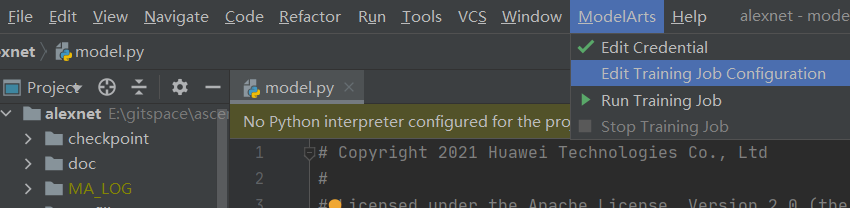 File Edit View Navigate Code Refactor Run Tools VCS Window ModelArts Help alexnet - mode
exnet model.py
Edit Credential
Project
Edit Training Job Configuration
model.py
Run Training Job
alexnet E:\gitspace\asce
No Python interpreter configured for the pro
Stop Training Job
checkpoint
1 # Copyright 2021 Huawei Technologies Co., Ltd
doc
2 #
MA_LOG
3 # icensed under the Apache License, Version 2.0 (the